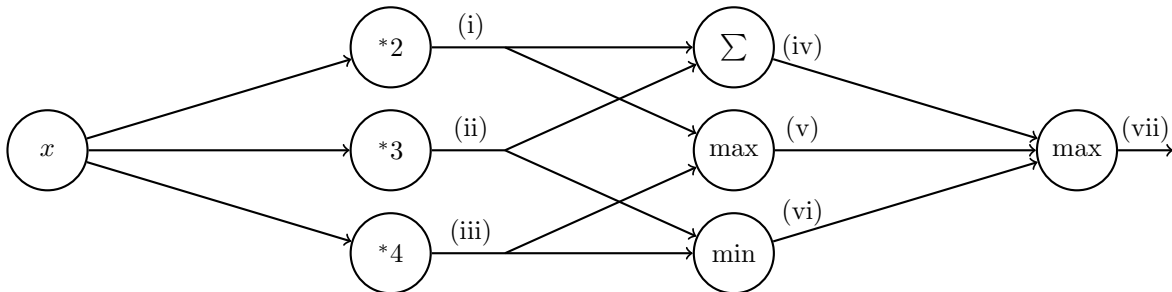 (i) (iv)
*2 ∑
(ii) (v) (vii)
x *3 max max
(iii) (vi)
*4 min